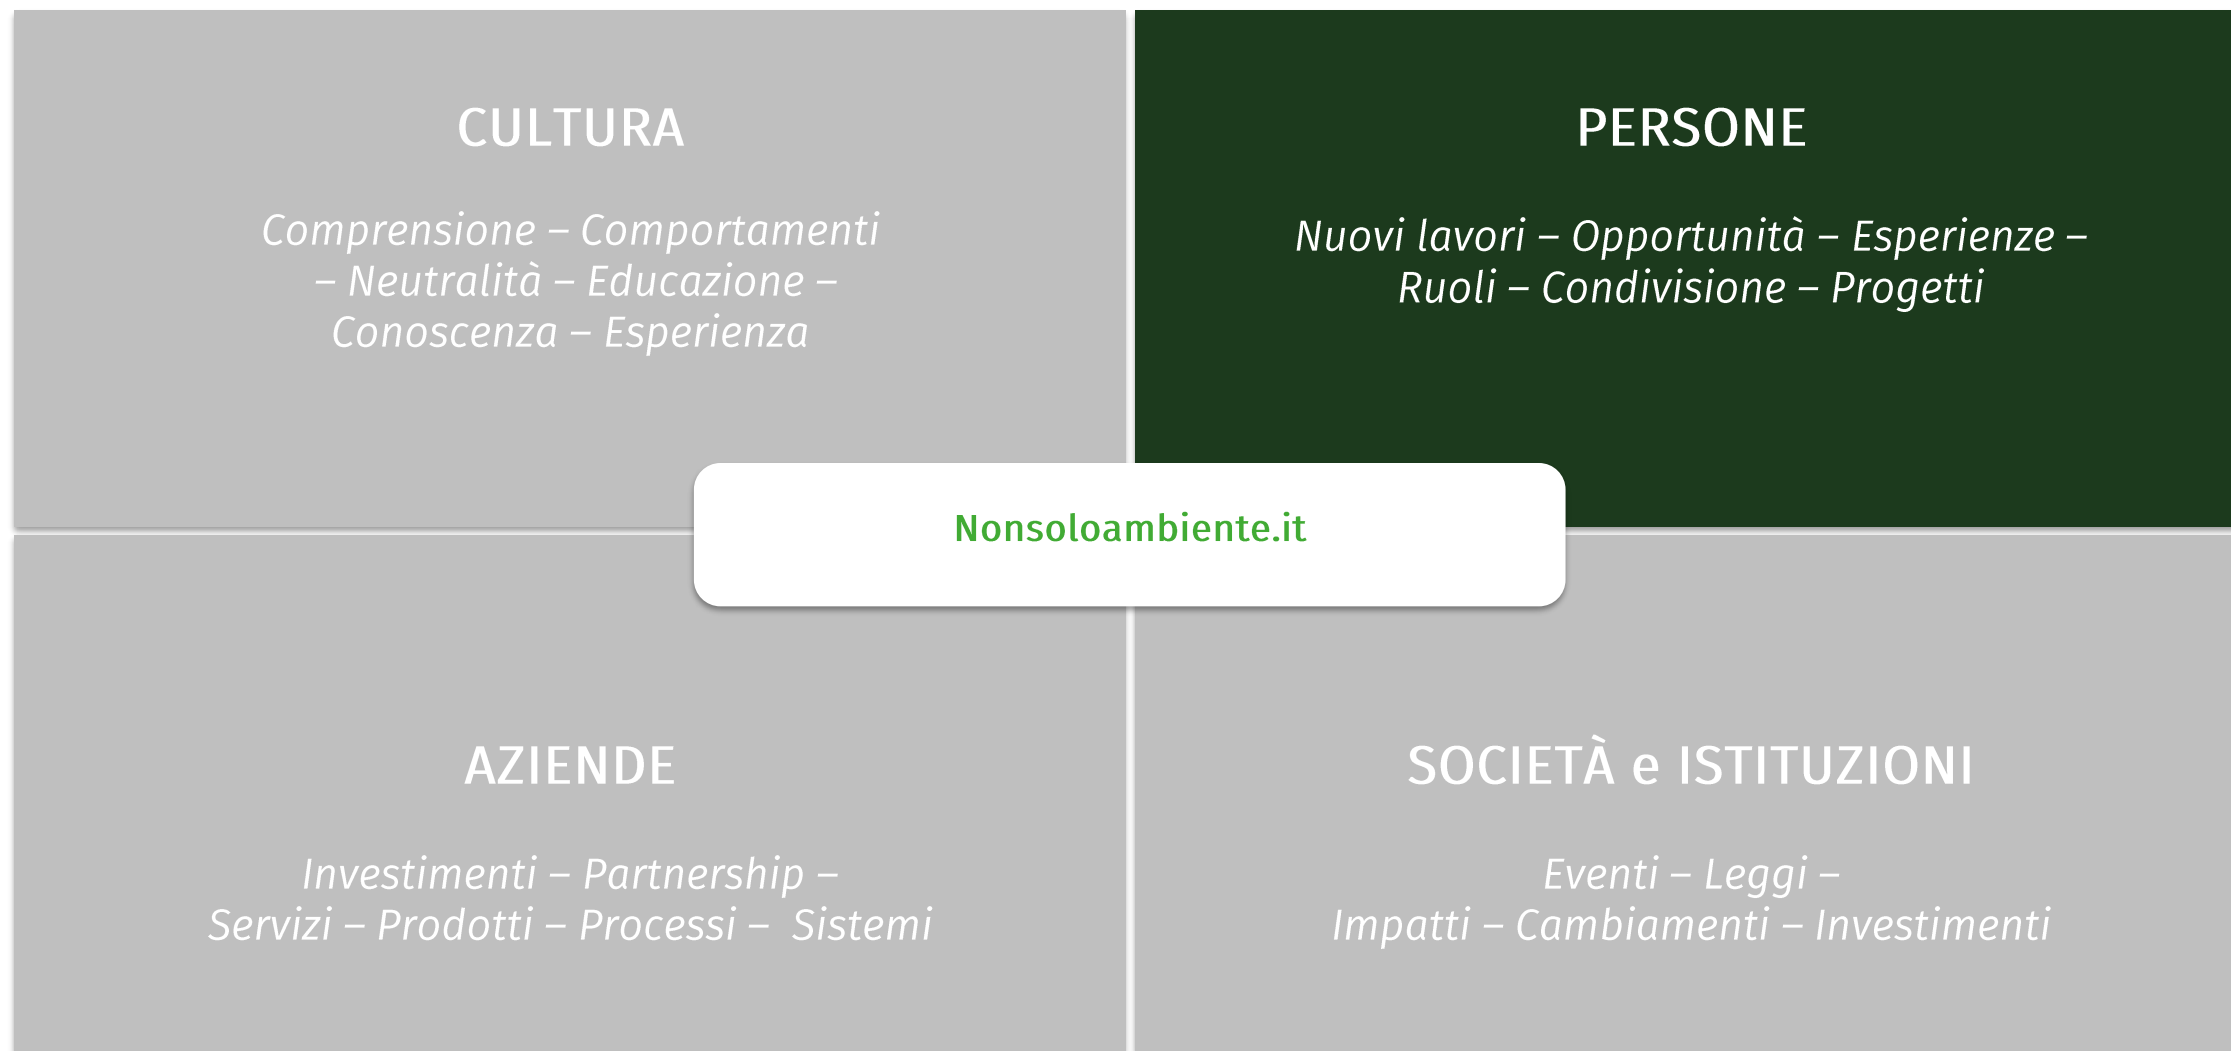 CULTURA
Comprensione – Comportamenti
– Neutralità – Educazione –
Conoscenza – Esperienza
PERSONE
Nuovi lavori – Opportunità – Esperienze –
Ruoli – Condivisione – Progetti
Nonsoloambiente.it
AZIENDE
Investimenti – Partnership –
Servizi – Prodotti – Processi – Sistemi
SOCIETÀ e ISTITUZIONI
Eventi – Leggi –
Impatti – Cambiamenti – Investimenti